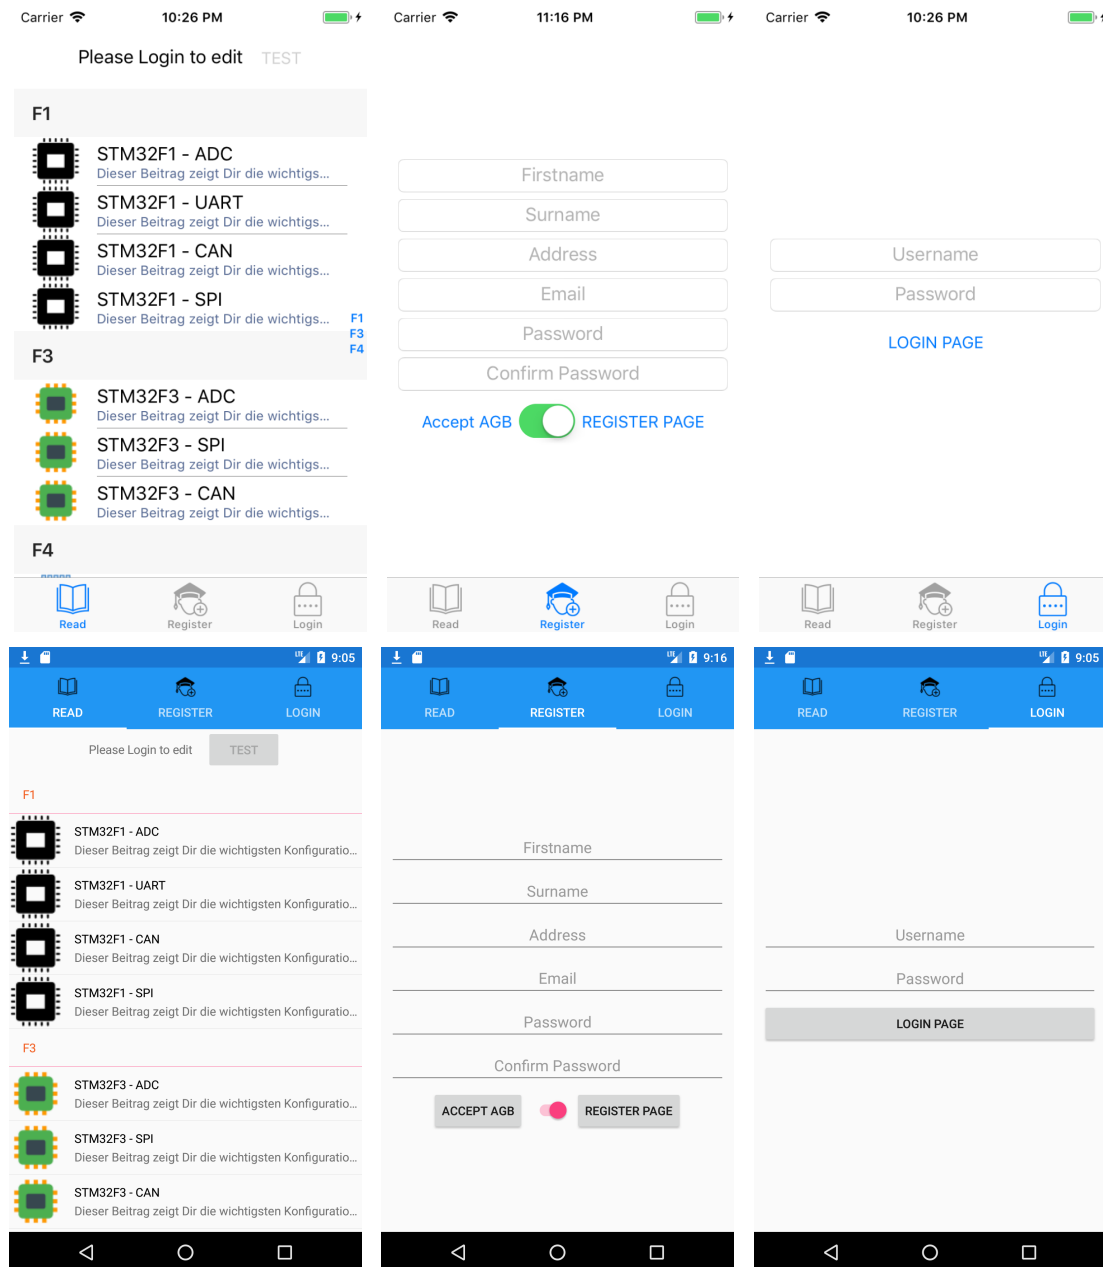 Carrier 10:26 PM
Please Login to edit TEST
F1
STM32F1 - ADC
Dieser Beitrag zeigt Dir die wichtigs...
STM32F1 - UART
Dieser Beitrag zeigt Dir die wichtigs...
STM32F1 - CAN
Dieser Beitrag zeigt Dir die wichtigs...
STM32F1 - SPI
Dieser Beitrag zeigt Dir die wichtigs...
F1
F3
F4
F3
STM32F3 - ADC
Dieser Beitrag zeigt Dir die wichtigs...
STM32F3 - SPI
Dieser Beitrag zeigt Dir die wichtigs...
STM32F3 - CAN
Dieser Beitrag zeigt Dir die wichtigs...
F4
Read Register Login
Carrier 11:16 PM
Firstname
Surname
Address
Email
Password
Confirm Password
Accept AGB REGISTER PAGE
Read Register Login
Carrier 10:26 PM
Username
Password
LOGIN PAGE
Read Register Login
LTE 9:05
READ REGISTER LOGIN
Please Login to edit TEST
F1
STM32F1 - ADC
Dieser Beitrag zeigt Dir die wichtigsten Konfiguratio...
STM32F1 - UART
Dieser Beitrag zeigt Dir die wichtigsten Konfiguratio...
STM32F1 - CAN
Dieser Beitrag zeigt Dir die wichtigsten Konfiguratio...
STM32F1 - SPI
Dieser Beitrag zeigt Dir die wichtigsten Konfiguratio...
F3
STM32F3 - ADC
Dieser Beitrag zeigt Dir die wichtigsten Konfiguratio...
STM32F3 - SPI
Dieser Beitrag zeigt Dir die wichtigsten Konfiguratio...
STM32F3 - CAN
Dieser Beitrag zeigt Dir die wichtigsten Konfiguratio...
LTE 9:16
READ REGISTER LOGIN
Firstname
Surname
Address
Email
Password
Confirm Password
ACCEPT AGB REGISTER PAGE
LTE 9:05
READ REGISTER LOGIN
Username
Password
LOGIN PAGE